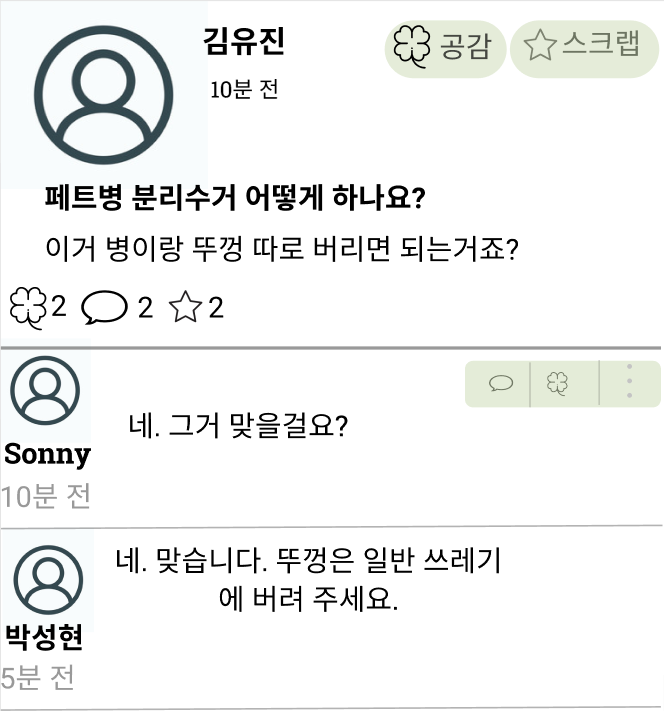 김유진
공감
스크랩
10분 전
페트병 분리수거 어떻게 하나요?
이거 병이랑 뚜껑 따로 버리면 되는거죠?
2 2 2
네. 그거 맞을걸요?
Sonny
10분 전
네. 맞습니다. 뚜껑은 일반 쓰레기
에 버려 주세요.
박성현
5분 전